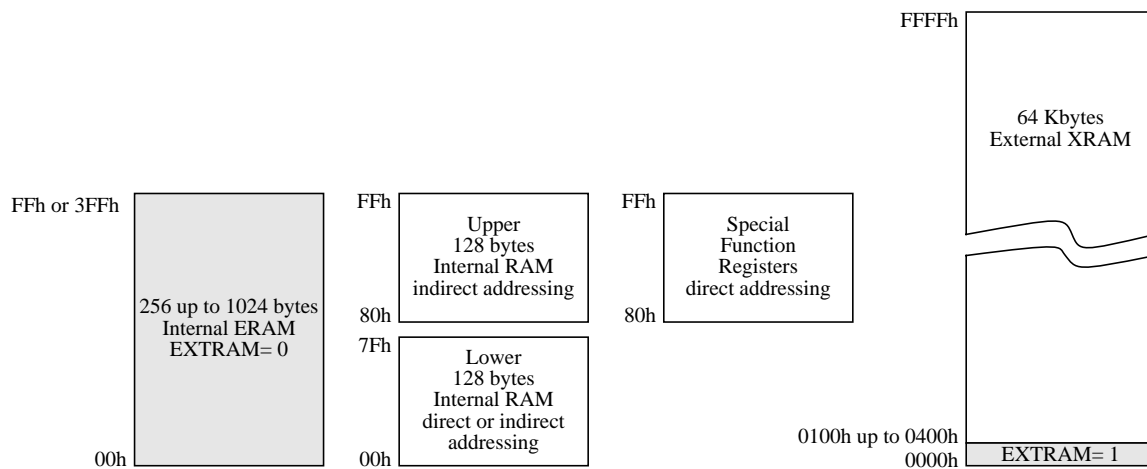 FFh or 3FFh
256 up to 1024 bytes
Internal ERAM
EXTRAM= 0
00h
FFh
Upper
128 bytes
Internal RAM
indirect addressing
80h
7Fh
Lower
128 bytes
Internal RAM
direct or indirect
addressing
00h
FFh
Special
Function
Registers
direct addressing
80h
FFFFh
64 Kbytes
External XRAM
0100h up to 0400h
0000h
EXTRAM= 1